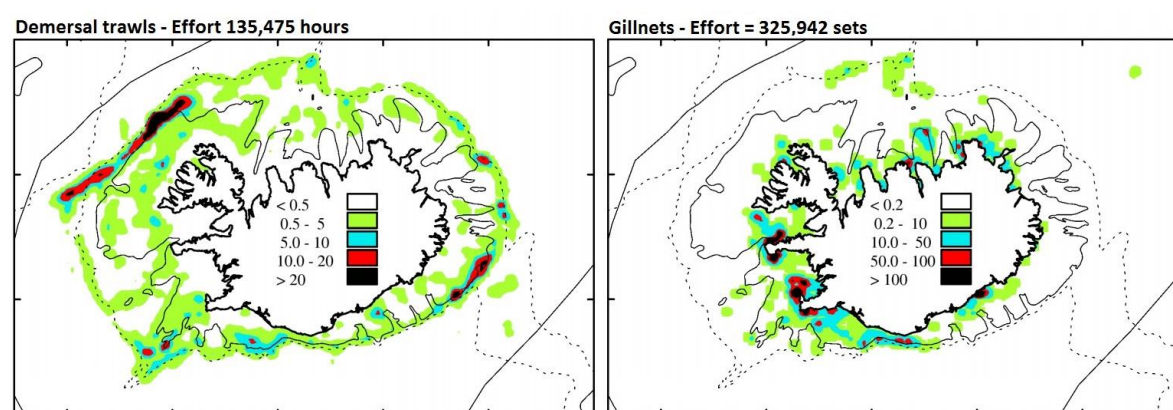 Demersal trawls - Effort 135,475 hours
< 0.5
0.5 - 5
5.0 - 10
10.0 - 20
> 20
Gillnets - Effort = 325,942 sets
< 0.2
0.2 - 10
10.0 - 50
50.0 - 100
> 100